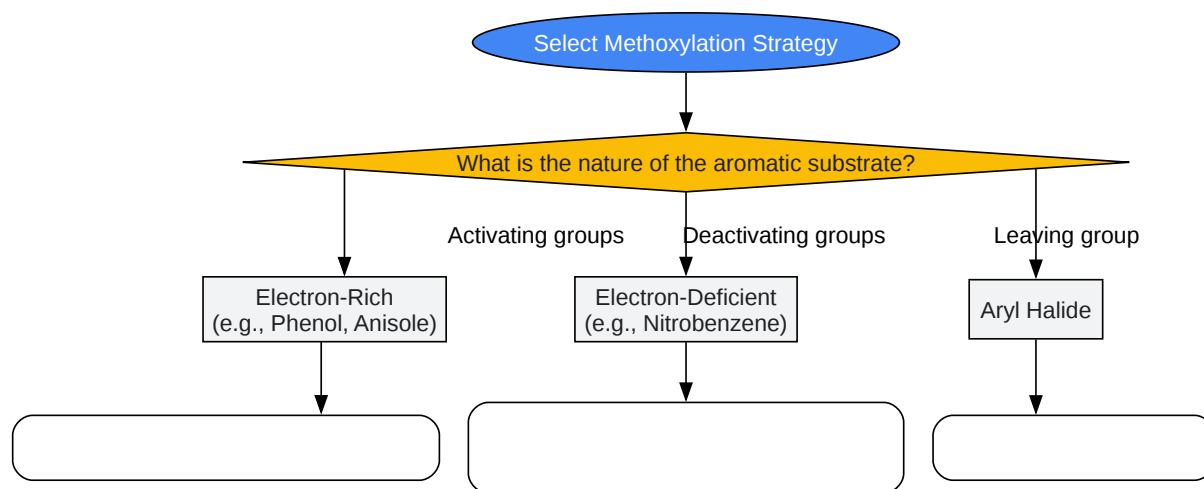 Select Methoxylation Strategy
What is the nature of the aromatic substrate?
Activating groups
Deactivating groups
Leaving group
Electron-Rich
(e.g., Phenol, Anisole)
Electron-Deficient
(e.g., Nitrobenzene)
Aryl Halide